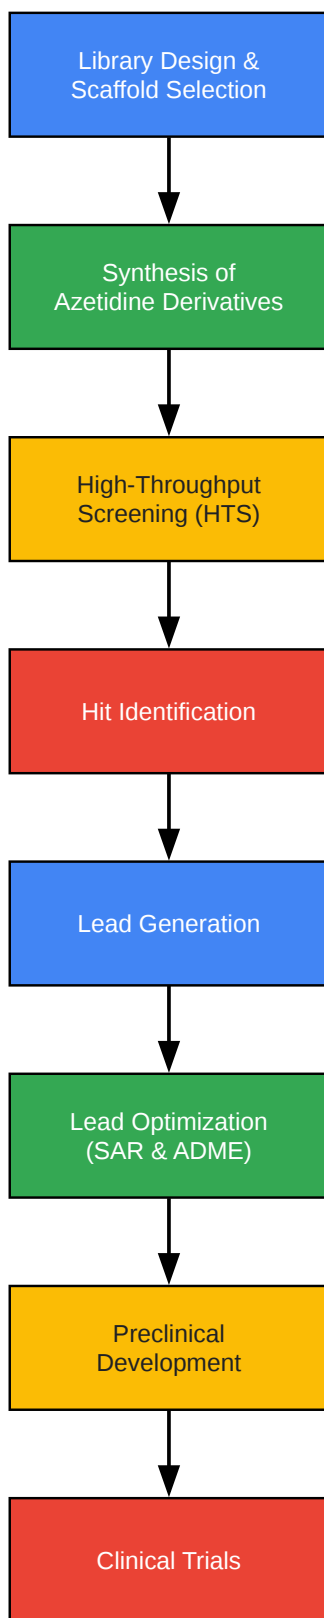 Library Design &
Scaffold Selection
Synthesis of
Azetidine Derivatives
High-Throughput
Screening (HTS)
Hit Identification
Lead Generation
Lead Optimization
(SAR & ADME)
Preclinical
Development
Clinical Trials